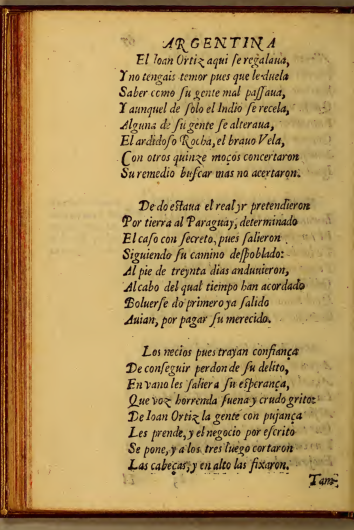 ARGENTINA
El Ioan Ortiz aqui ſe regalaua,
Y no tengais temor pues que le duela
Saber como ſu gente mal paſſaua,
Y aunquel de ſolo el Indio ſe recela,
Alguna de ſu gente ſe alteraua,
El ardidoſo Rocha, el brauo Vela,
Con otros quinze moços concertaron
Su remedio buſcar mas no acertaron.
De do eſtaua el real yr pretendieron
Por tierra al Paraguay, determinado
El caſo con ſecreto, pues ſalieron
Siguiendo ſu camino deſpoblado:
Al pie de treynta dias anduuieron,
Al cabo del qual tiempo han acordado
Boluerſe do primero ya ſalido
Auian, por pagar ſu merecido.
Los necios pues trayan confiança
De conſeguir perdon de ſu delito,
En vano les ſaliera ſu eſperança,
Que voz horrenda ſuena y crudo grito:
De Ioan Ortiz la gente con pujança
Les prende, y el negocio por eſcrito
Se pone, y a los tres luego cortaron
Las cabeças, y en alto las fixaron.
Tam-